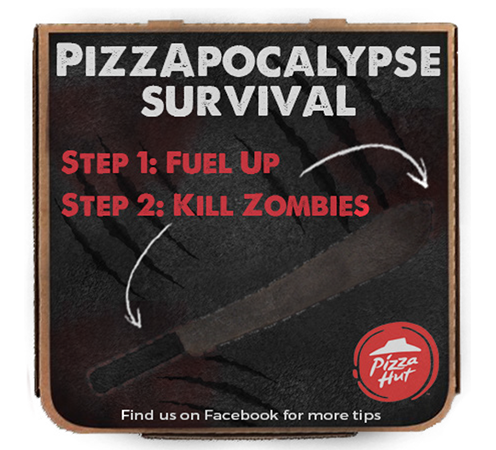 PIZZAPOCALYPSE
SURVIVAL
STEP 1: FUEL UP
STEP 2: KILL ZOMBIES
Pizza
Hut
Find us on Facebook for more tips